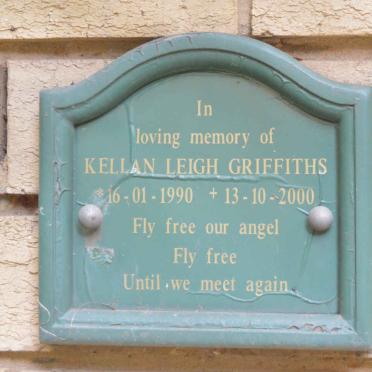 In
loving memory of
KELLAN LEIGH GRIFFITHS
* 16-01-1990 + 13-10-2000
Fly free our angel
Fly free
Until we meet again